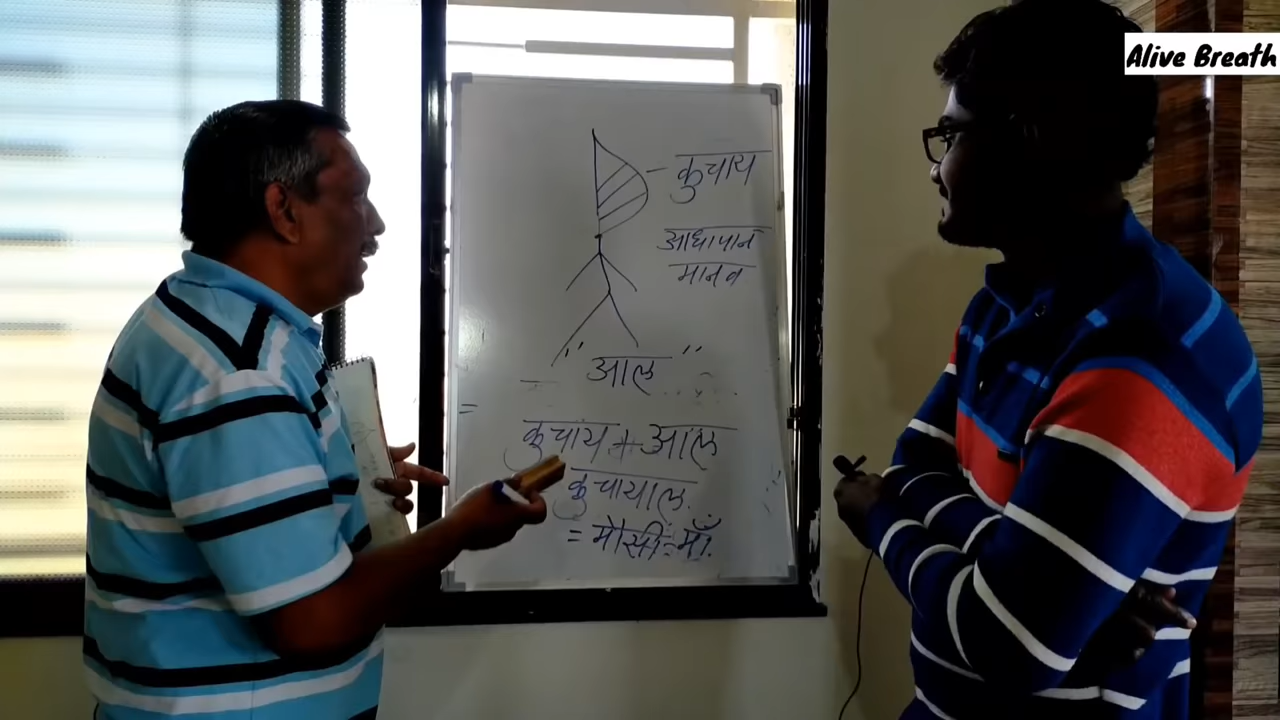 Alive Breath
कुचाय
आधापान
मानव
" आल "
=
कुचाय + आल
कुचायाल.
= मौसी = माँ.